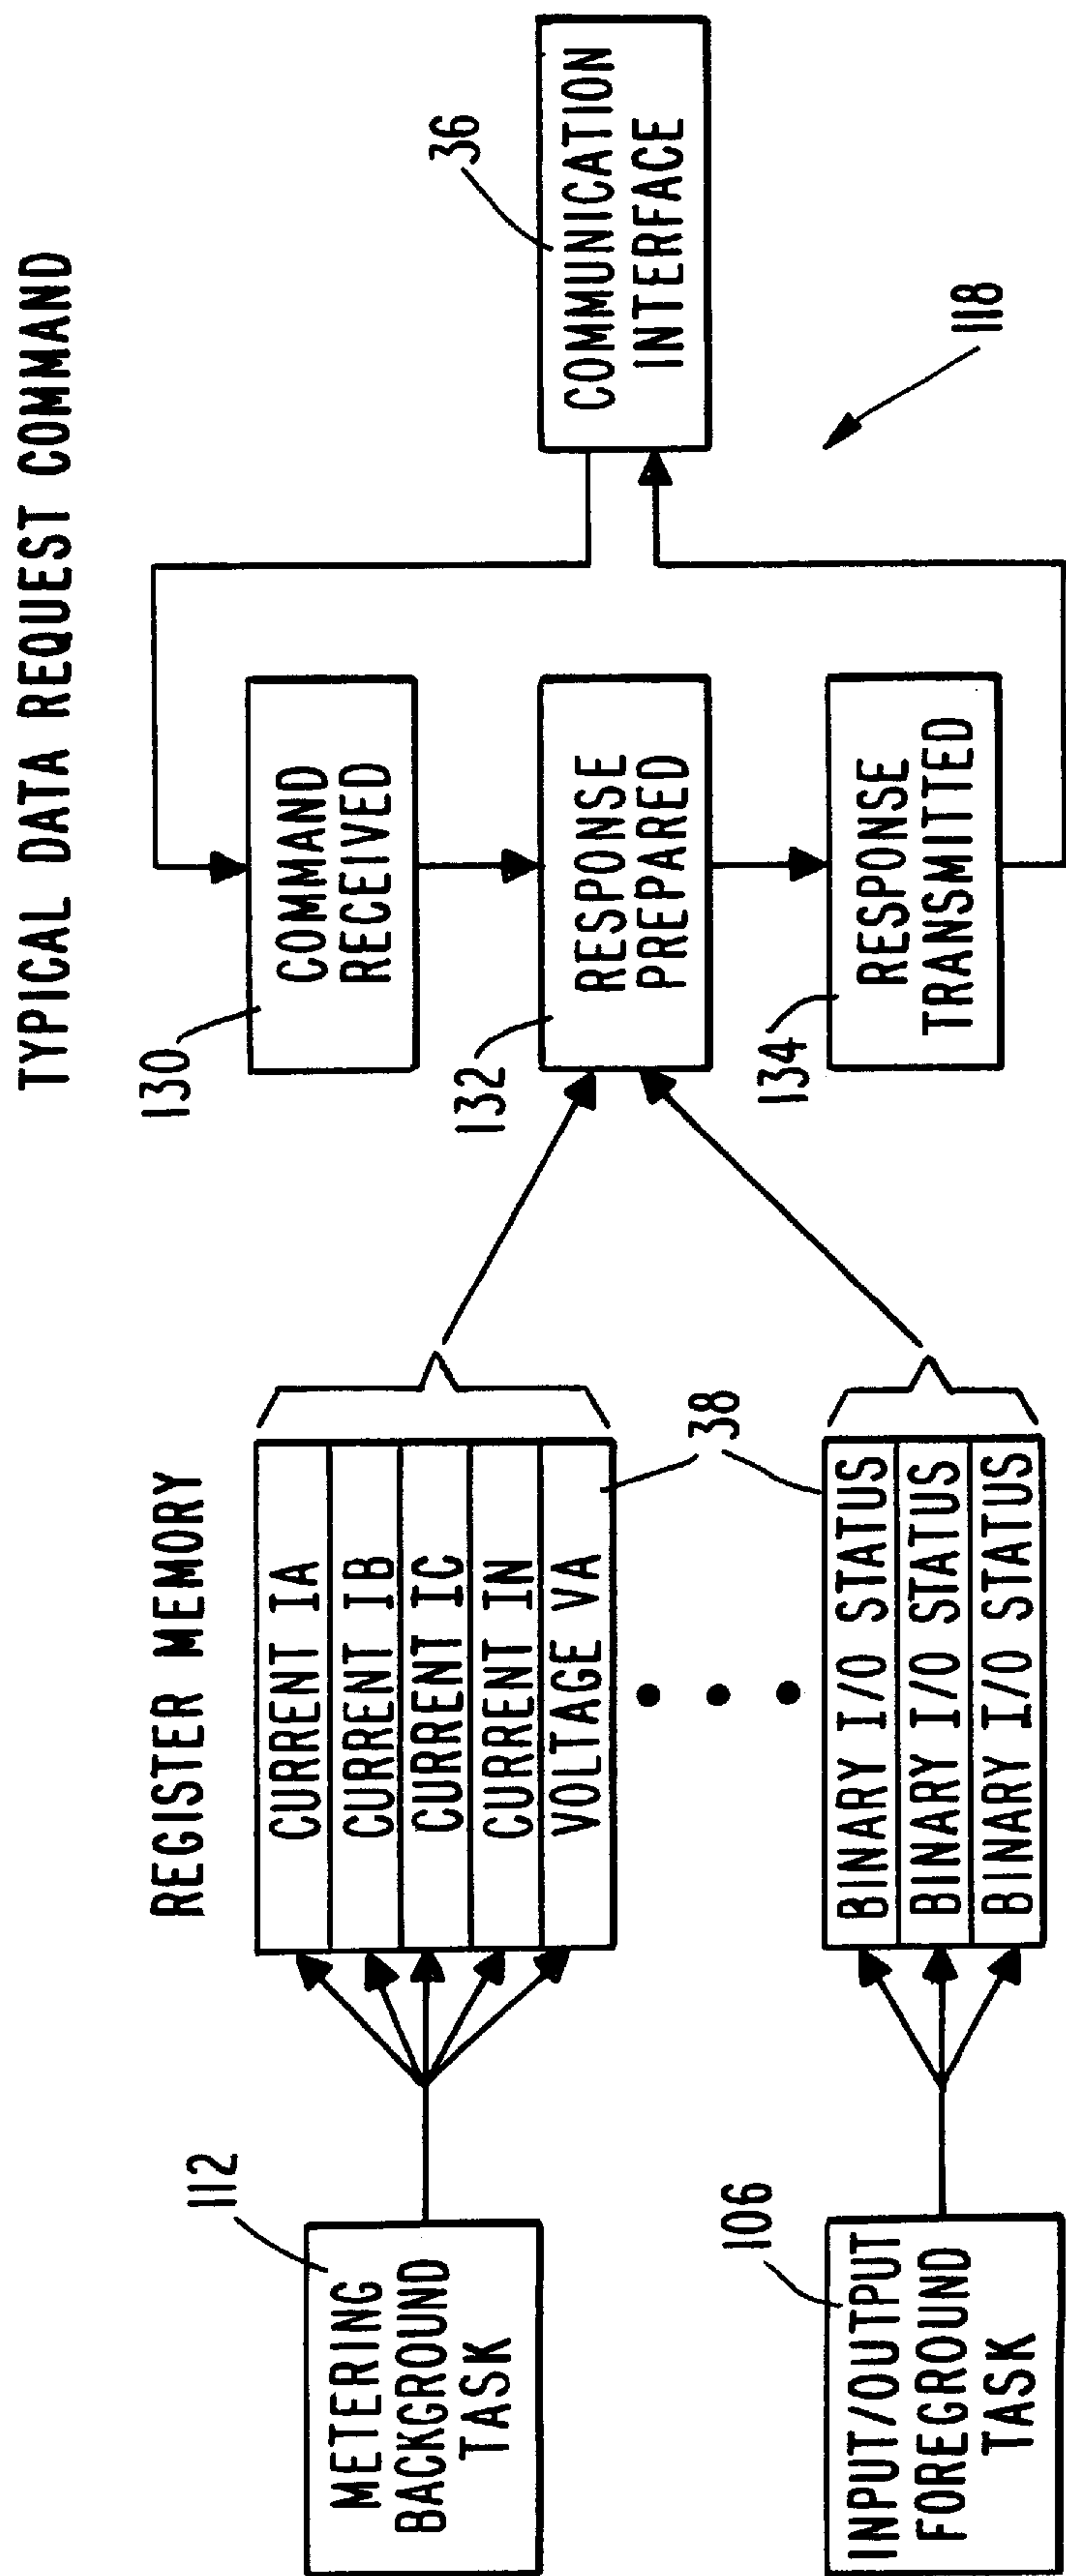 TYPICAL DATA REQUEST COMMAND
REGISTER MEMORY
112
METERING
BACKGROUND
TASK
CURRENT IA
CURRENT IB
CURRENT IC
CURRENT IN
VOLTAGE VA
38
106
INPUT/OUTPUT
FOREGROUND
TASK
BINARY I/O STATUS
BINARY I/O STATUS
BINARY I/O STATUS
130
COMMAND
RECEIVED
132
RESPONSE
PREPARED
134
RESPONSE
TRANSMITTED
36
COMMUNICATION
INTERFACE
118